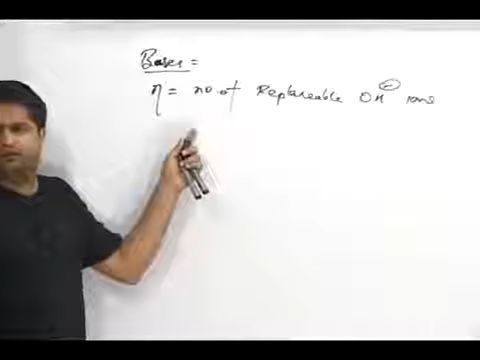 Bases =
η = no of Replaceable OH⊖ ions